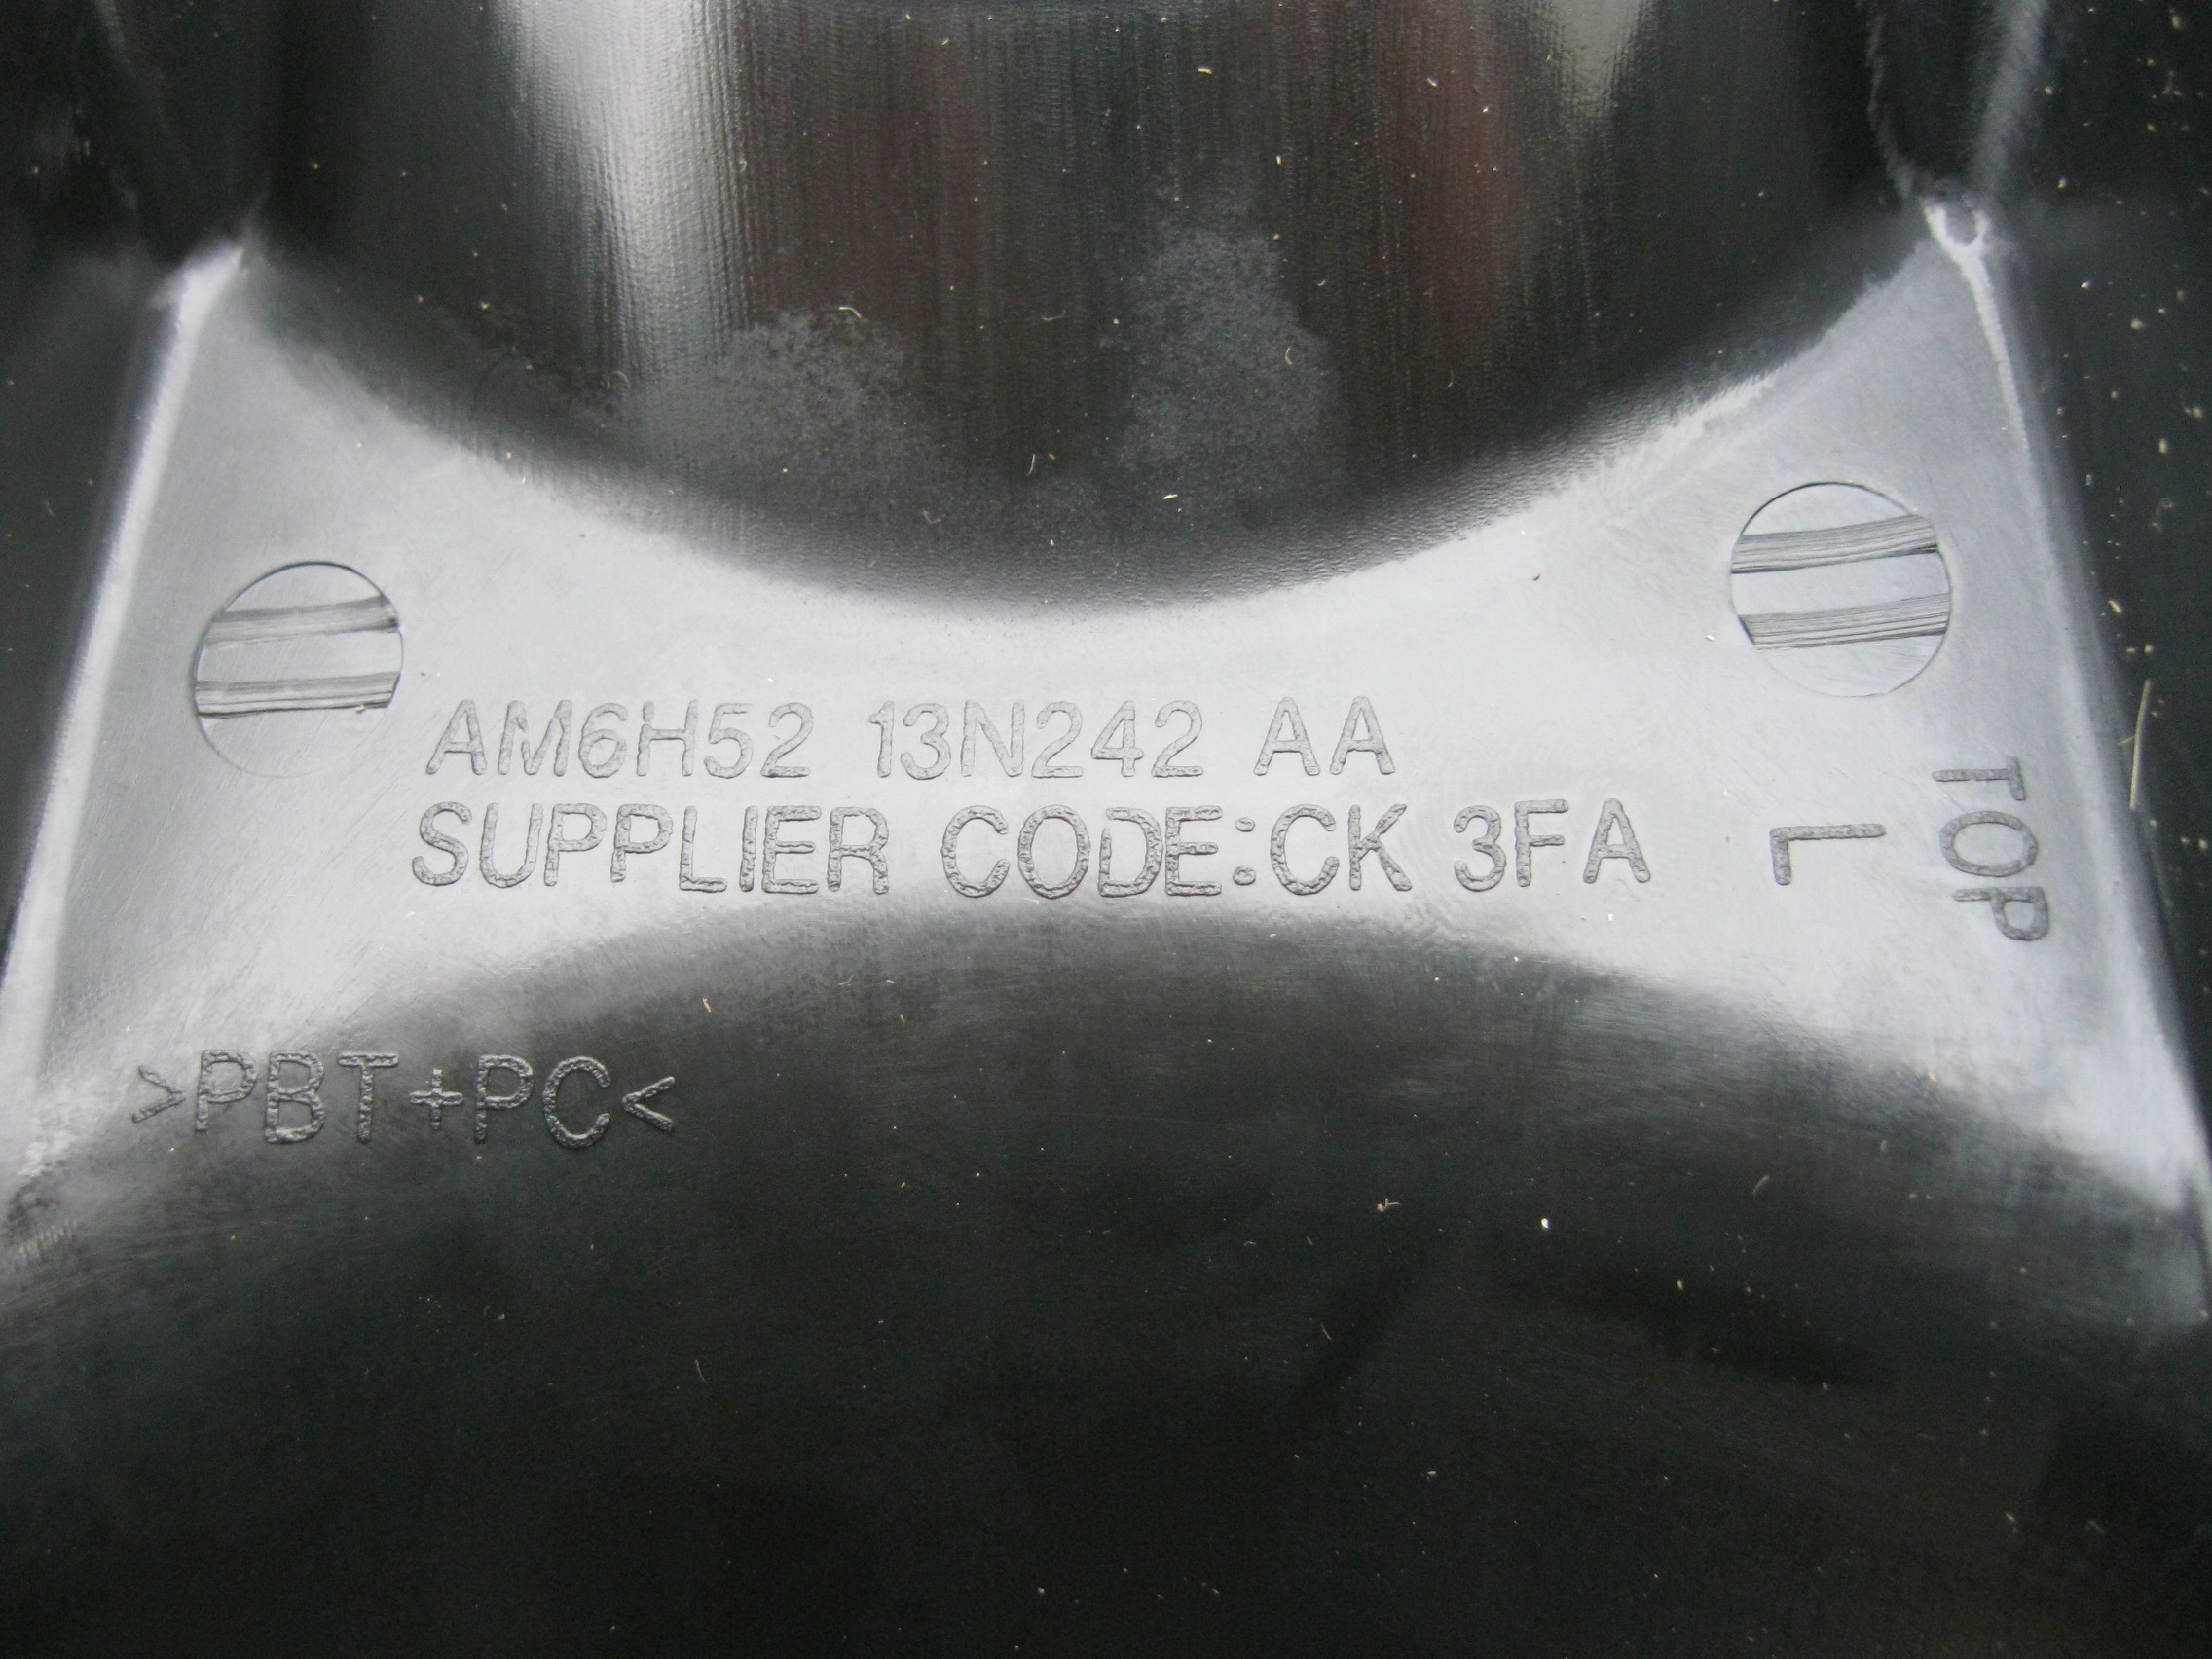 AM6H52 13N242 AA
SUPPLIER CODE:CK 3FA
L
TOP
>PBT+PC<